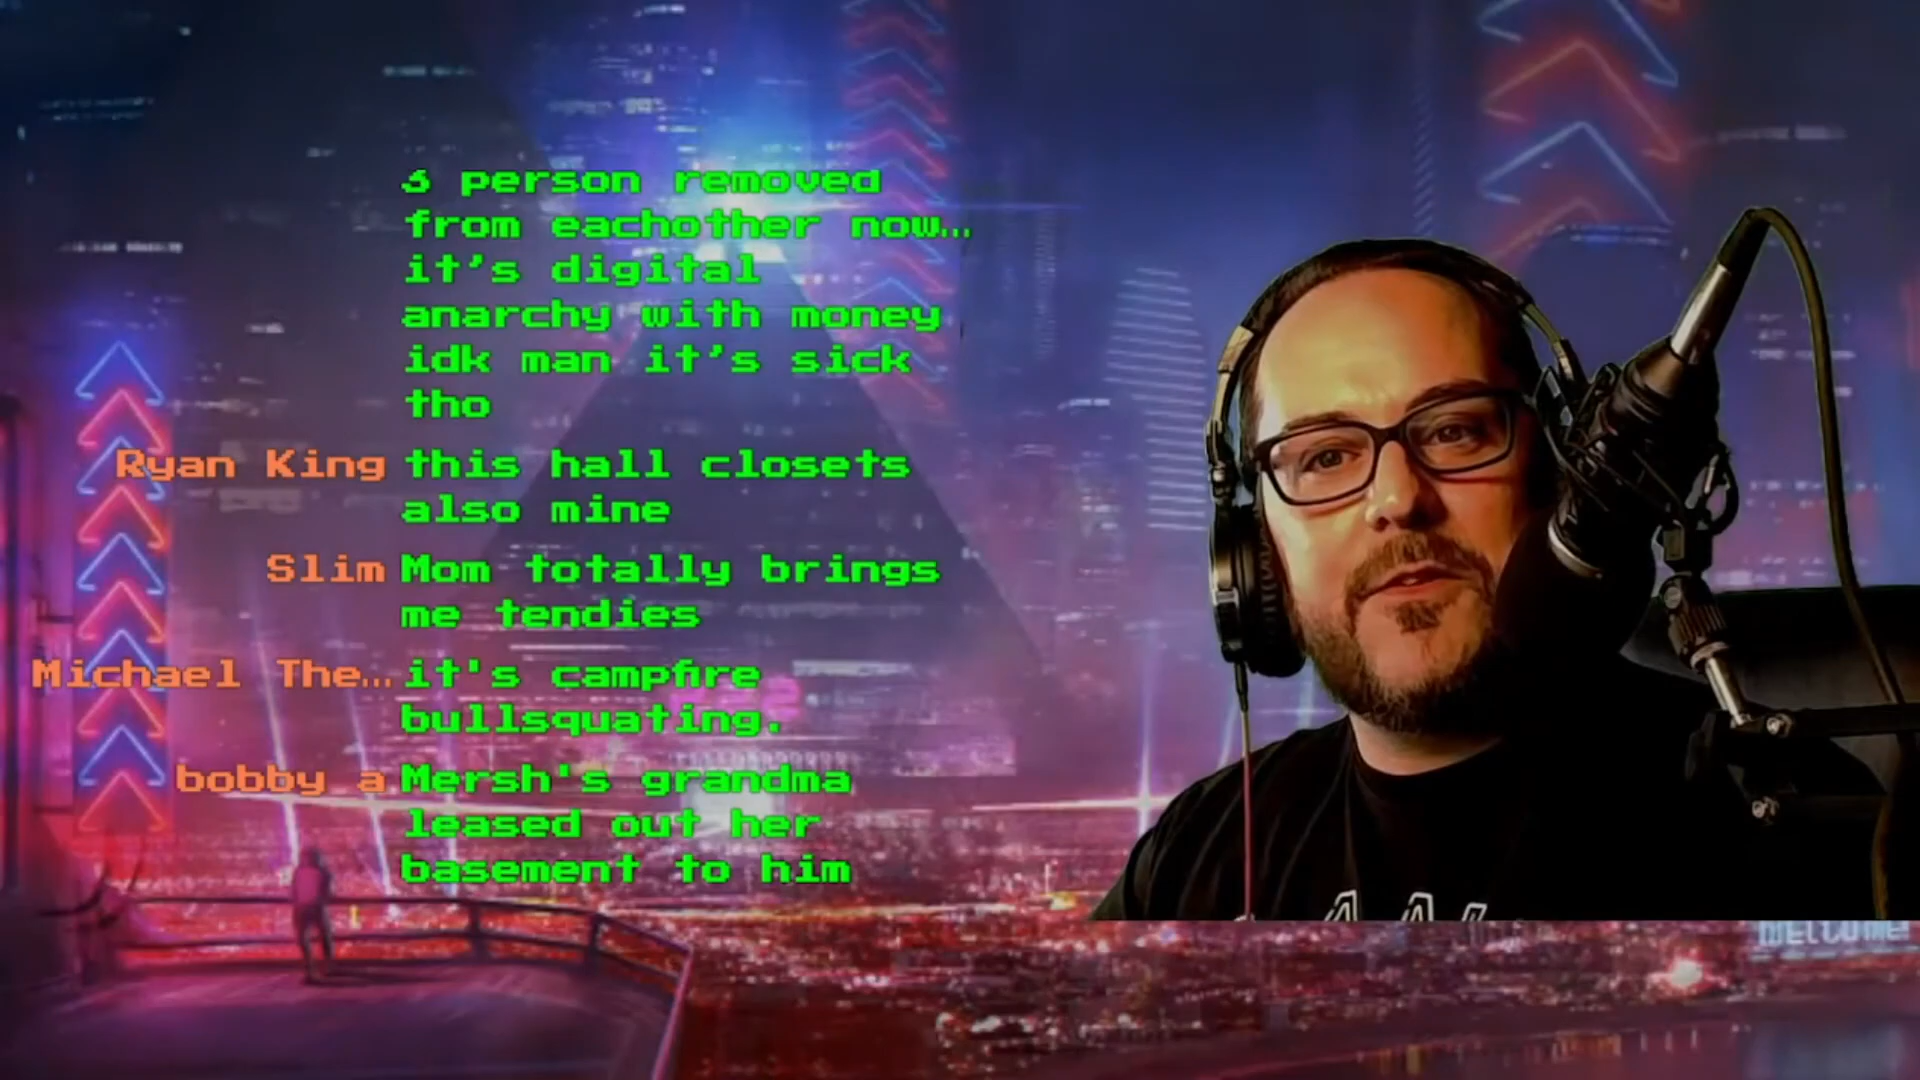 3 person removed
from eachother now...
it's digital
anarchy with money
idk man it's sick
tho
Ryan King this hall closets
also mine
Slim Mom totally brings
me tendies
Michael The... it's campfire
bullsquating.
bobby a Mersh's grandma
leased out her
basement to him
WELCOME